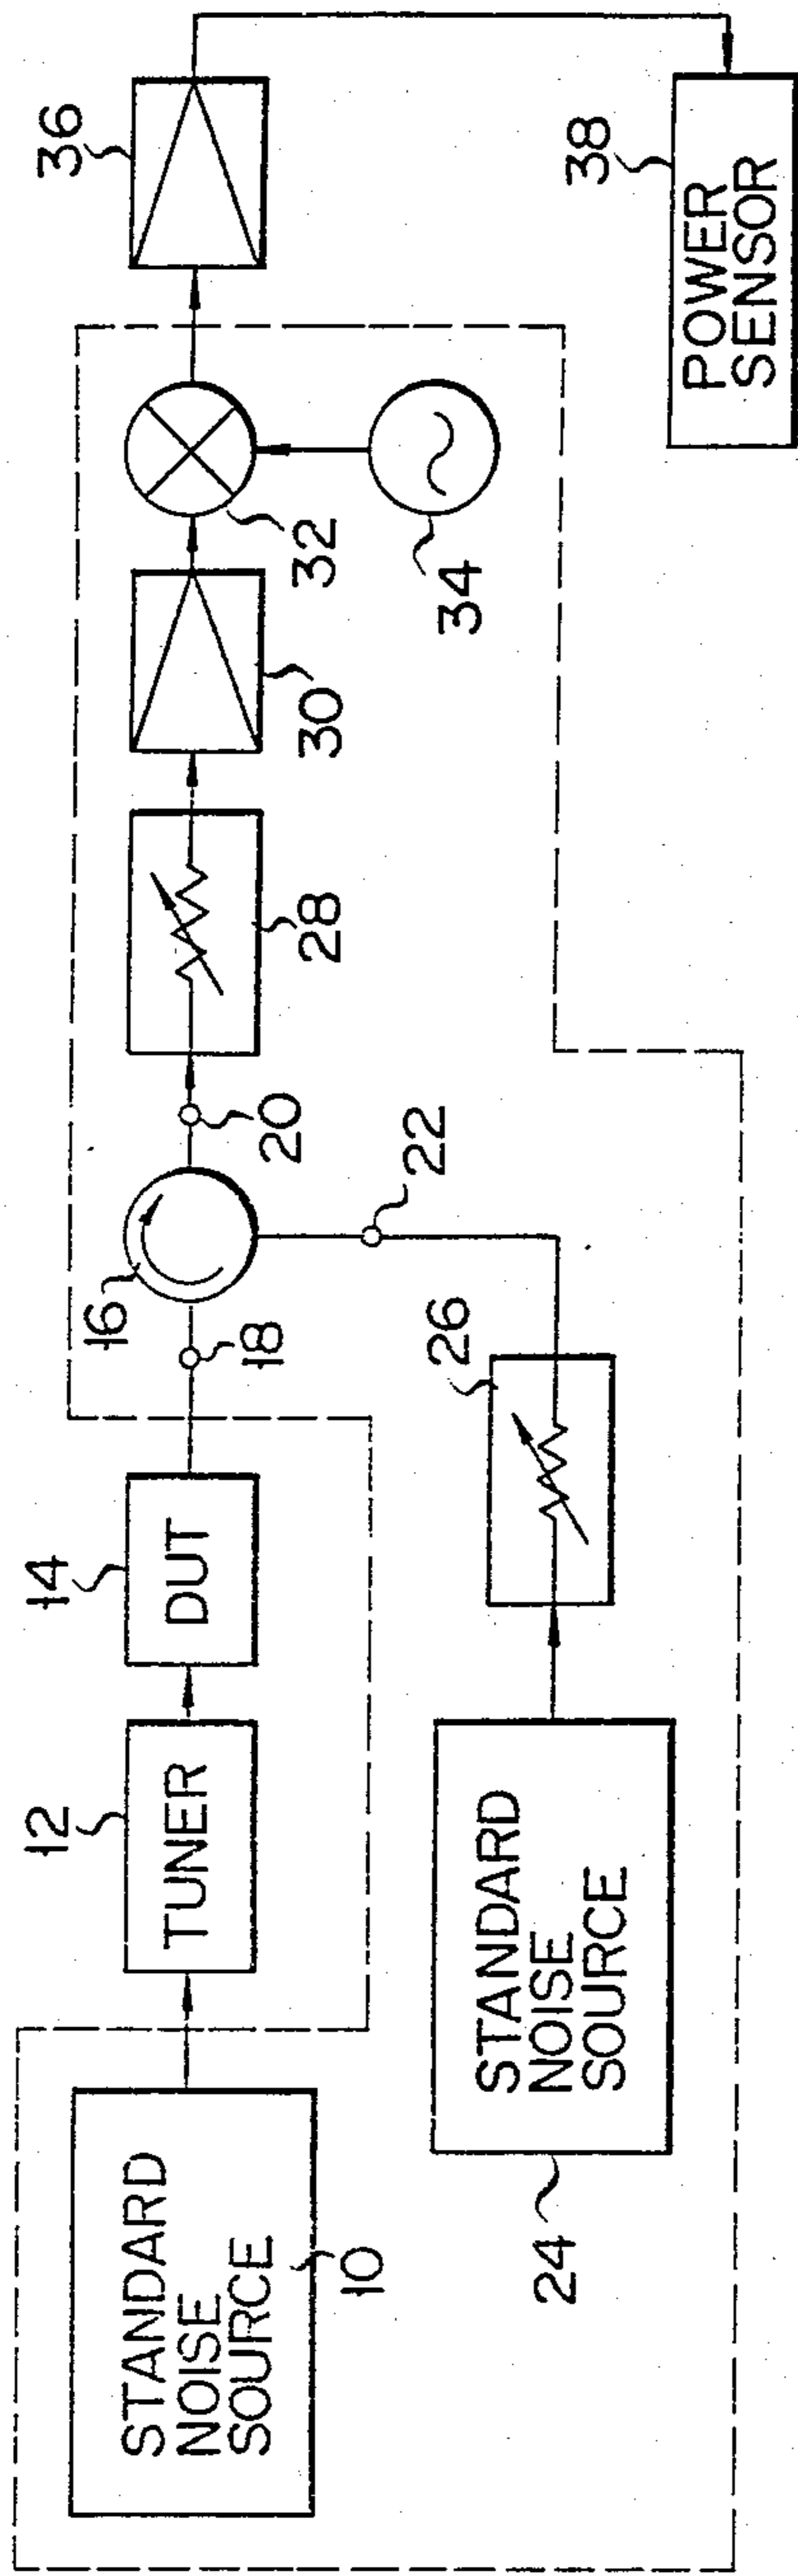 STANDARD
NOISE
SOURCE
10
12
TUNER
14
DUT
16
18
20
22
28
30
32
34
36
38
POWER
SENSOR
26
STANDARD
NOISE
SOURCE
24